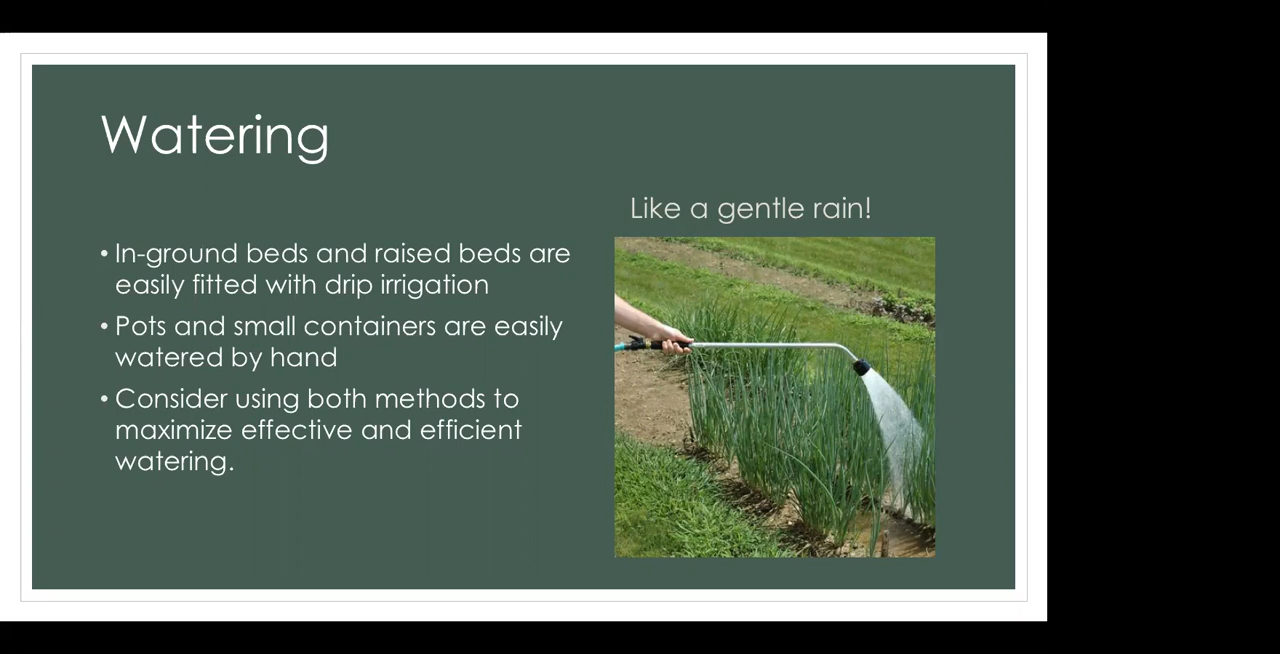 Watering
Like a gentle rain!
• In-ground beds and raised beds are
easily fitted with drip irrigation
• Pots and small containers are easily
watered by hand
• Consider using both methods to
maximize effective and efficient
watering.